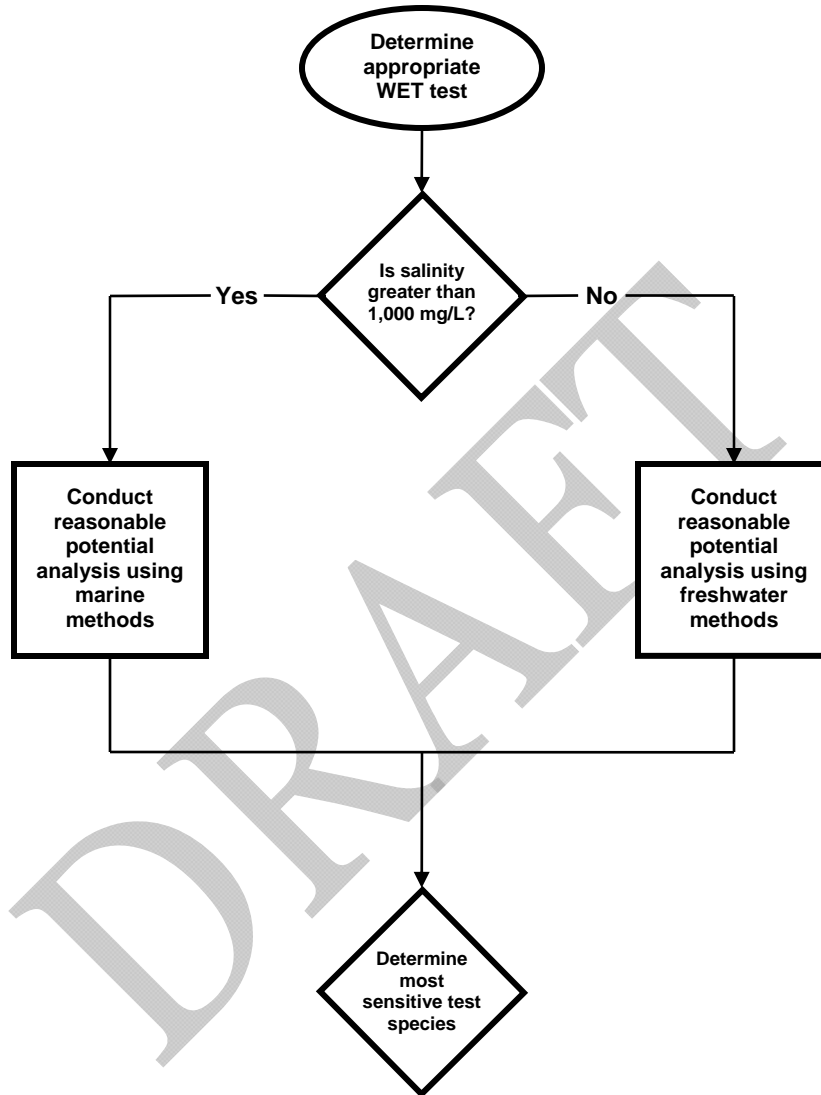 Determine
appropriate
WET test
Is salinity
greater than
1,000 mg/L?
Yes
No
Conduct
reasonable
potential
analysis using
marine
methods
Conduct
reasonable
potential
analysis using
freshwater
methods
Determine
most
sensitive test
species
DRAFT